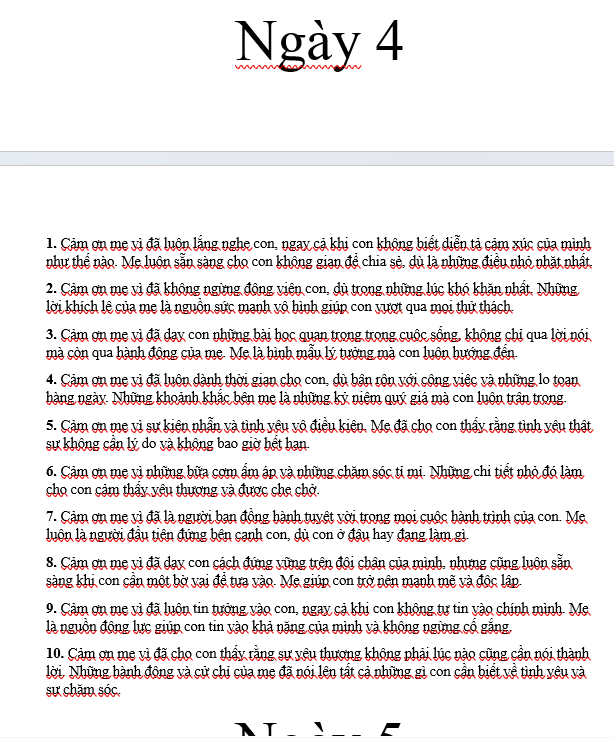 Ngày 4
1. Cảm ơn mẹ vì đã luôn lắng nghe con, ngay cả khi con không biết diễn tả cảm xúc của mình
như thế nào. Mẹ luôn sẵn sàng cho con không gian để chia sẻ, dù là những điều nhỏ nhặt nhất.
2. Cảm ơn mẹ vì đã không ngừng động viên con, dù trong những lúc khó khăn nhất. Những
lời khích lệ của mẹ là nguồn sức mạnh vô hình giúp con vượt qua mọi thử thách.
3. Cảm ơn mẹ vì đã dạy con những bài học quan trọng trong cuộc sống, không chỉ qua lời nói
mà còn qua hành động của mẹ. Mẹ là hình mẫu lý tưởng mà con luôn hướng đến.
4. Cảm ơn mẹ vì đã luôn dành thời gian cho con, dù bận rộn với công việc và những lo toan
hàng ngày. Những khoảnh khắc bên mẹ là những kỷ niệm quý giá mà con luôn trân trọng.
5. Cảm ơn mẹ vì sự kiên nhẫn và tình yêu vô điều kiện. Mẹ đã cho con thấy rằng tình yêu thật
sự không cần lý do và không bao giờ hết hạn.
6. Cảm ơn mẹ vì những bữa cơm ấm áp và những chăm sóc tỉ mỉ. Những chi tiết nhỏ đó làm
cho con cảm thấy yêu thương và được che chở.
7. Cảm ơn mẹ vì đã là người bạn đồng hành tuyệt vời trong mọi cuộc hành trình của con. Mẹ
luôn là người đầu tiên đứng bên cạnh con, dù con ở đâu hay đang làm gì.
8. Cảm ơn mẹ vì đã dạy con cách đứng vững trên đôi chân của mình, nhưng cũng luôn sẵn
sàng khi con cần một bờ vai để tựa vào. Mẹ giúp con trở nên mạnh mẽ và độc lập.
9. Cảm ơn mẹ vì đã luôn tin tưởng vào con, ngay cả khi con không tự tin vào chính mình. Mẹ
là nguồn động lực giúp con tin vào khả năng của mình và không ngừng cố gắng.
10. Cảm ơn mẹ vì đã cho con thấy rằng sự yêu thương không phải lúc nào cũng cần nói thành
lời. Những hành động và cử chỉ của mẹ đã nói lên tất cả những gì con cần biết về tình yêu và
sự chăm sóc.
Ngày 5